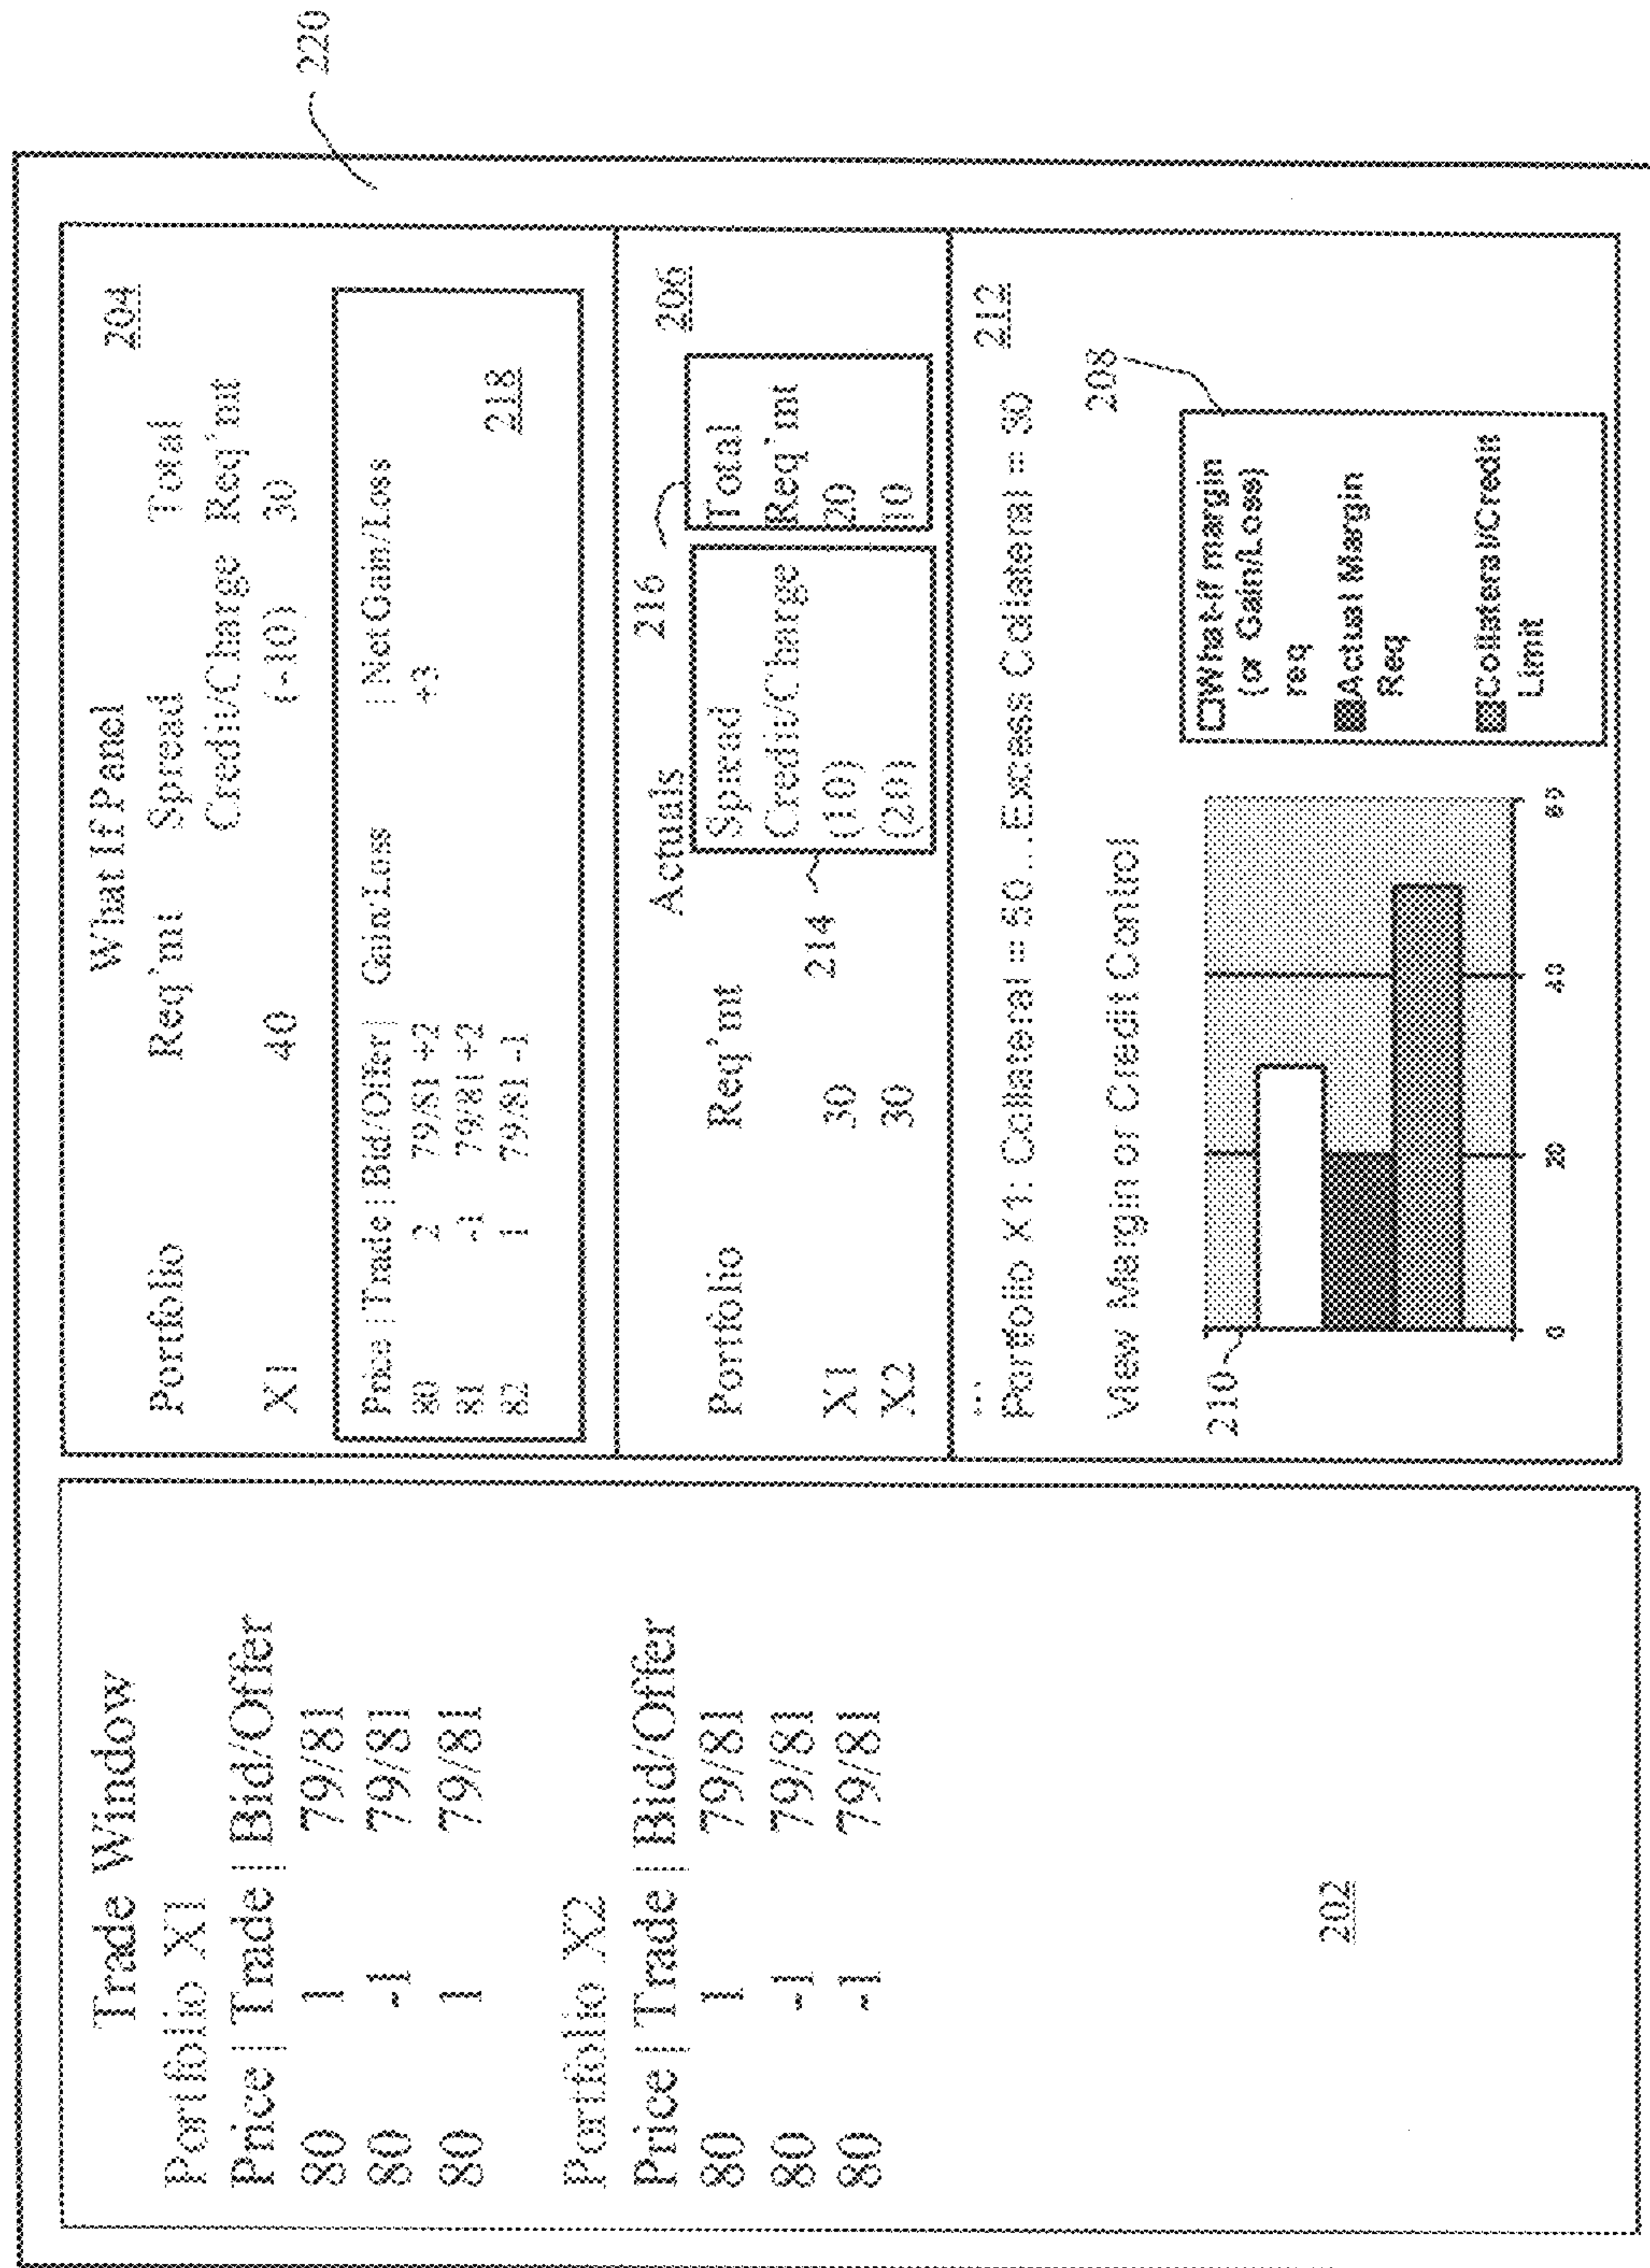 220
Trade Window
Portfolio X1
Price | Trade | Bid/Offer
80 1 79/81
80 -1 79/81
80 1 79/81
Portfolio X2
Price | Trade | Bid/Offer
80 1 79/81
80 -1 79/81
80 -1 79/81
202
What If Panel
204
Portfolio Req'mt Spread Total
Credit/Charge Req'mt
X1 40 (-10) 30
Price | Trade | Bid/Offer | Gain/Loss | Net Gain/Loss
80 2 79/81 +2 +3
81 -1 79/81 +2
82 1 79/81 -1
218
Actuals
216
206
Portfolio Req'mt Spread Total
Credit/Charge Req'mt
214
X1 30 (10) 20
X2 30 (20) 10
212
Portfolio X1: Collateral = 50...Excess Collateral = 30
View Margin or Credit Control
208
210
What-if margin
(or Gain/Loss)
req
Actual Margin
Req
Collateral/Credit
Limit
0 20 40 60